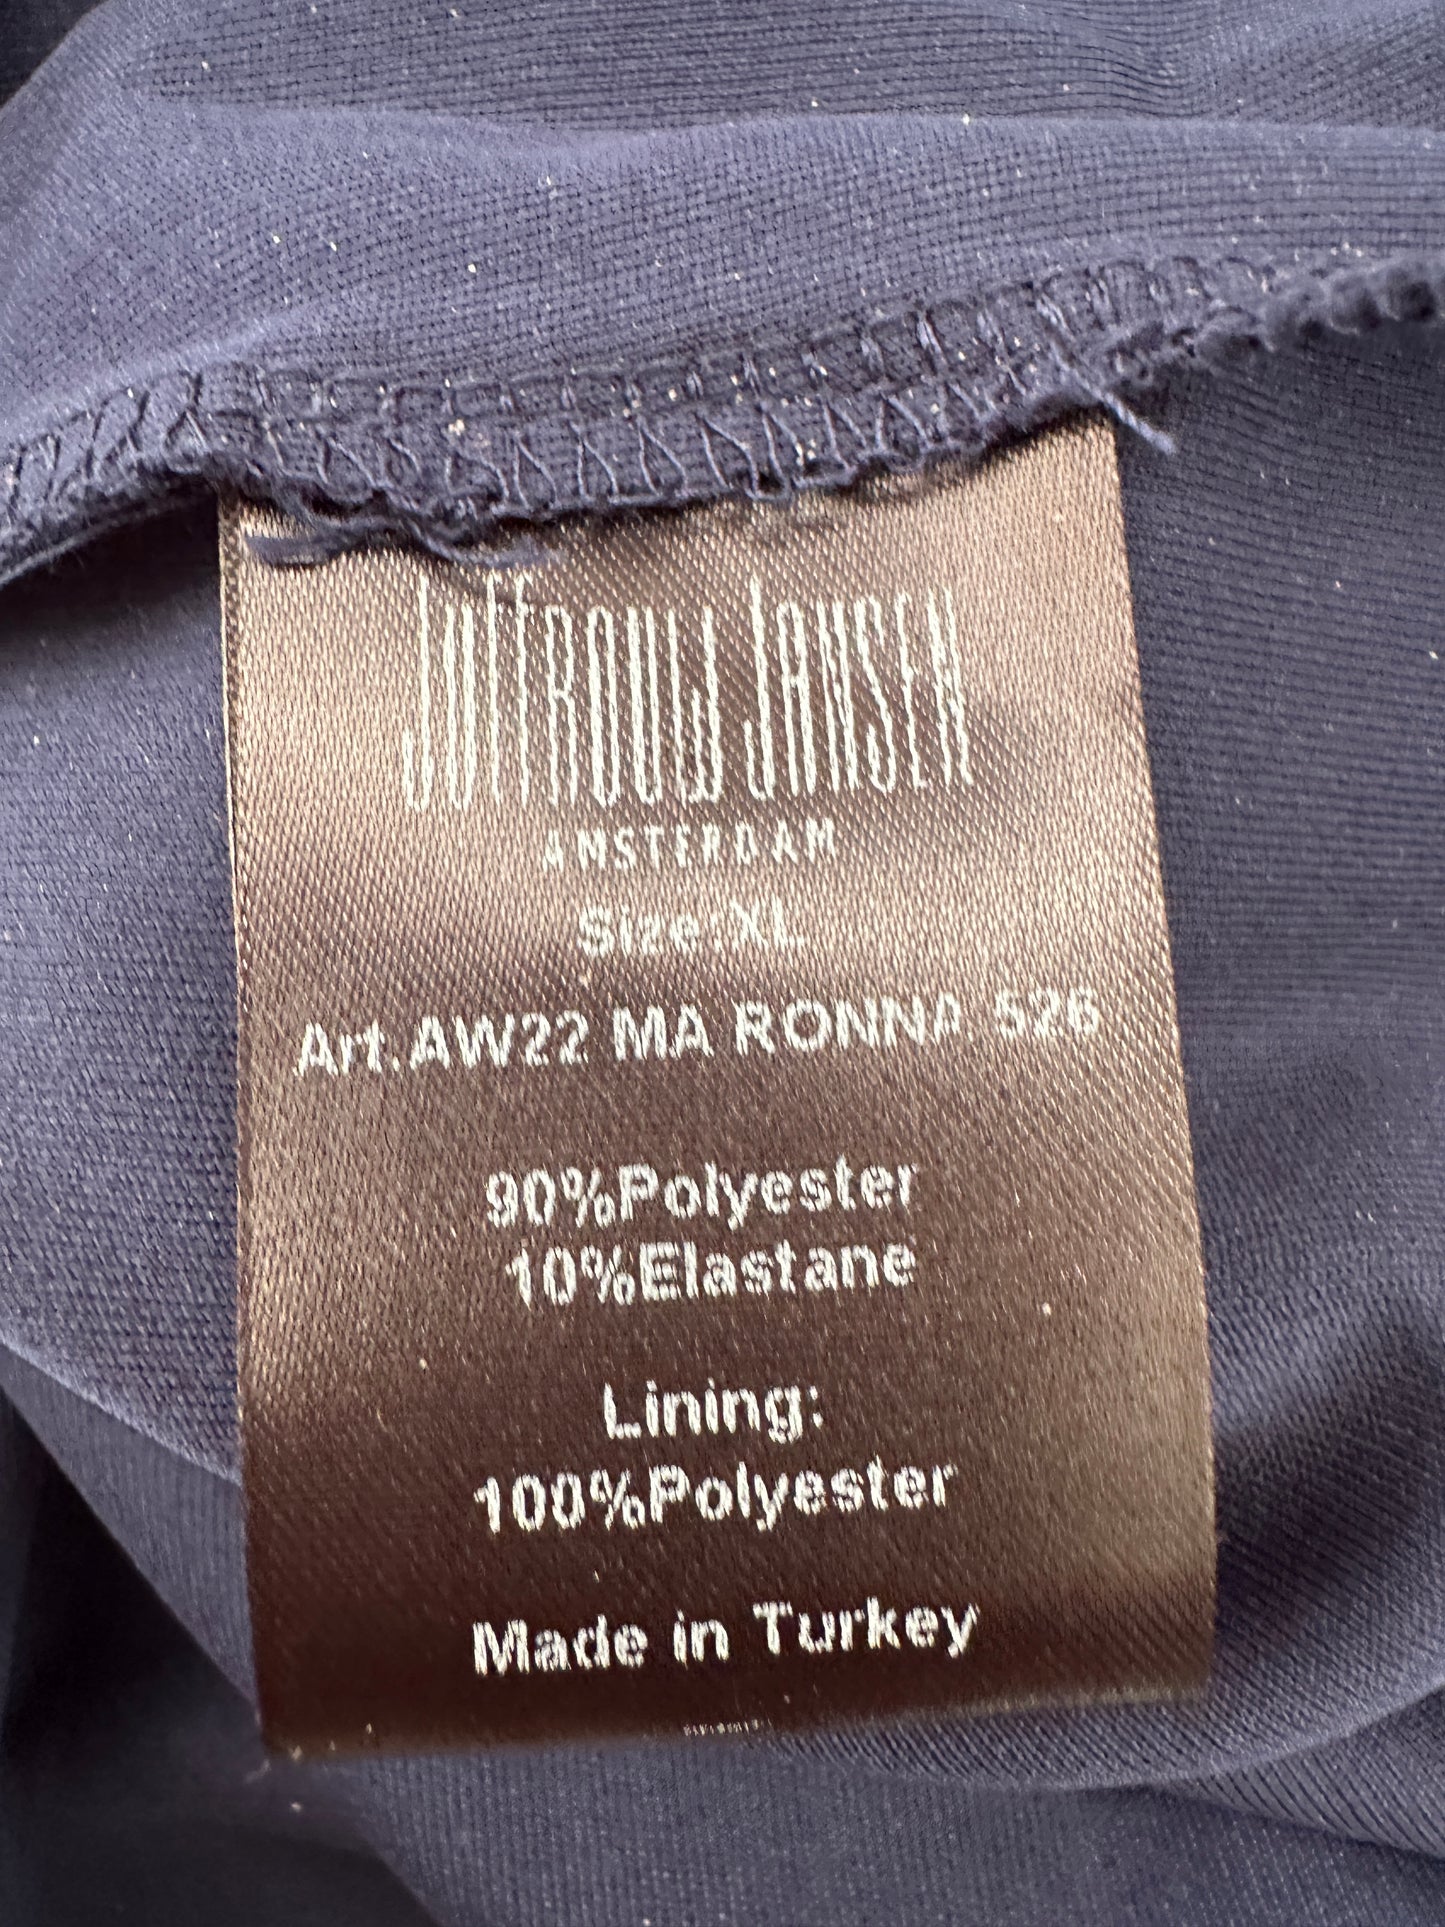 Juffrouw Jansen
AMSTERDAM
Size:XL
Art.AW22 MA RONNA 526
90%Polyester
10%Elastane
Lining:
100%Polyester
Made in Turkey